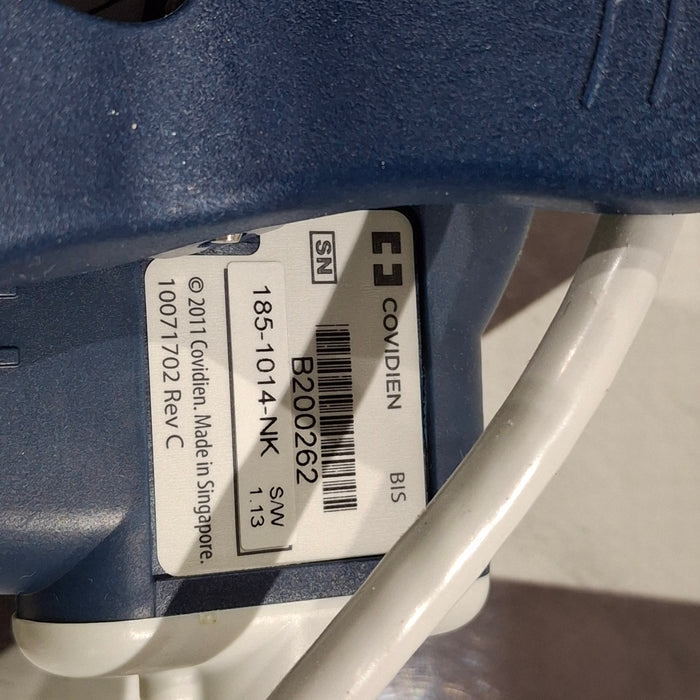 COVIDIEN BIS
SN
B200262
185-1014-NK S/W 1.13
© 2011 Covidien. Made in Singapore.
10071702 Rev C